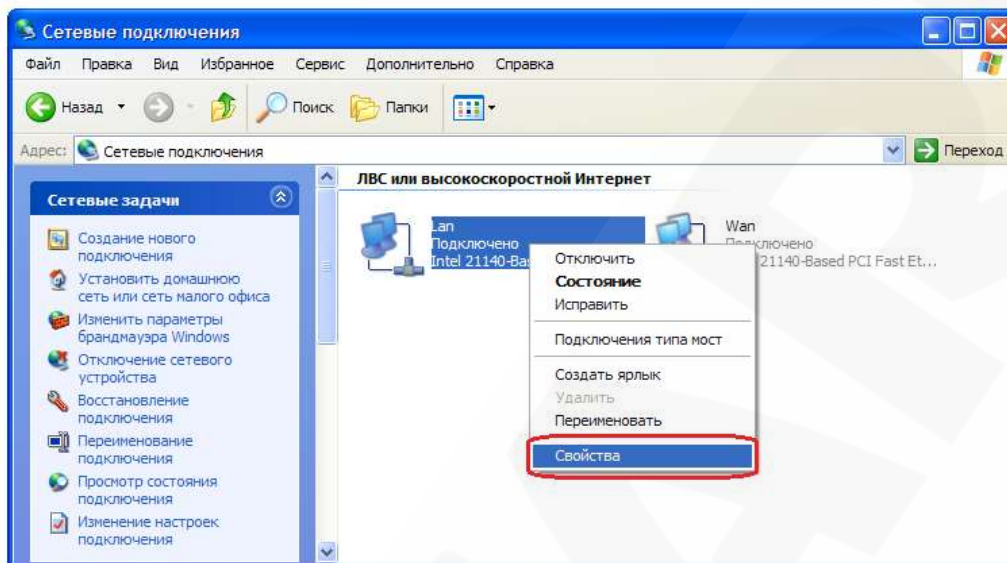 Сетевые подключения
Файл Правка Вид Избранное Сервис Дополнительно Справка
Назад Поиск Папки
Адрес: Сетевые подключения Переход
Сетевые задачи
Создание нового
подключения
Установить домашнюю
сеть или сеть малого офиса
Изменить параметры
брандмауэра Windows
Отключение сетевого
устройства
Восстановление
подключения
Переименование
подключения
Просмотр состояния
подключения
Изменение настроек
подключения
ЛВС или высокоскоростной Интернет
Lan
Подключено
Intel 21140-Ba
Wan
Подключено
21140-Based PCI Fast Et...
Отключить
Состояние
Исправить
Подключения типа мост
Создать ярлык
Удалить
Переименовать
Свойства